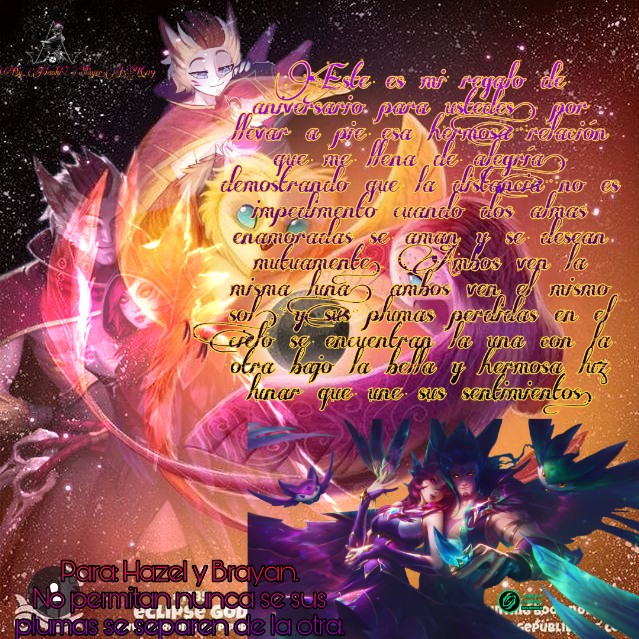 Este es mi regalo de
aniversario para ustedes, por
llevar a pie esa hermosa relación
que me llena de alegría,
demostrando que la distancia no es
impedimento cuando dos almas
enamoradas se aman y se desean
mutuamente, Ambos ven la
misma luna, ambos ven el mismo
sol y sus plumas perdidas en el
cielo se encuentran la una con la
otra bajo la bella y hermosa luz
lunar que une sus sentimientos
Para: Hazel y Brayan.
No permitan nunca se sus
plumas se separen de la otra.